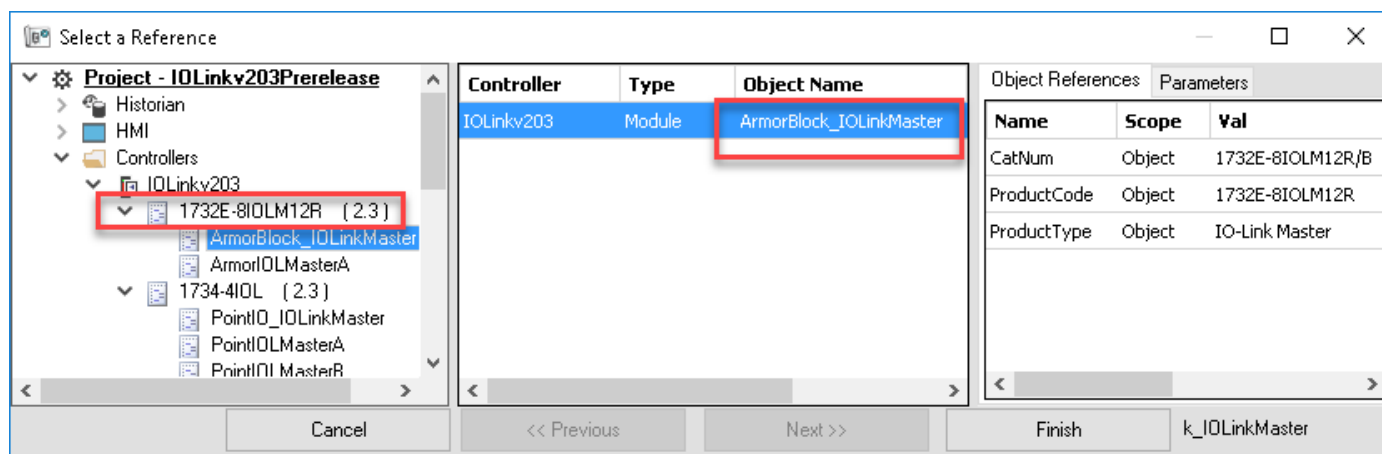 Select a Reference
Project - IOLinkv203Prerelease
Historian
HMI
Controllers
IOLinkv203
1732E-8IOLM12R (2.3)
ArmorBlock_IOLinkMaster
ArmorIOLMasterA
1734-4IOL (2.3)
PointIO_IOLinkMaster
PointIOLMasterA
PointIOLMasterB
Controller Type Object Name
IOLinkv203 Module ArmorBlock_IOLinkMaster
Object References Parameters
Name Scope Val
CatNum Object 1732E-8IOLM12R/B
ProductCode Object 1732E-8IOLM12R
ProductType Object IO-Link Master
Cancel << Previous Next >> Finish k_IOLinkMaster